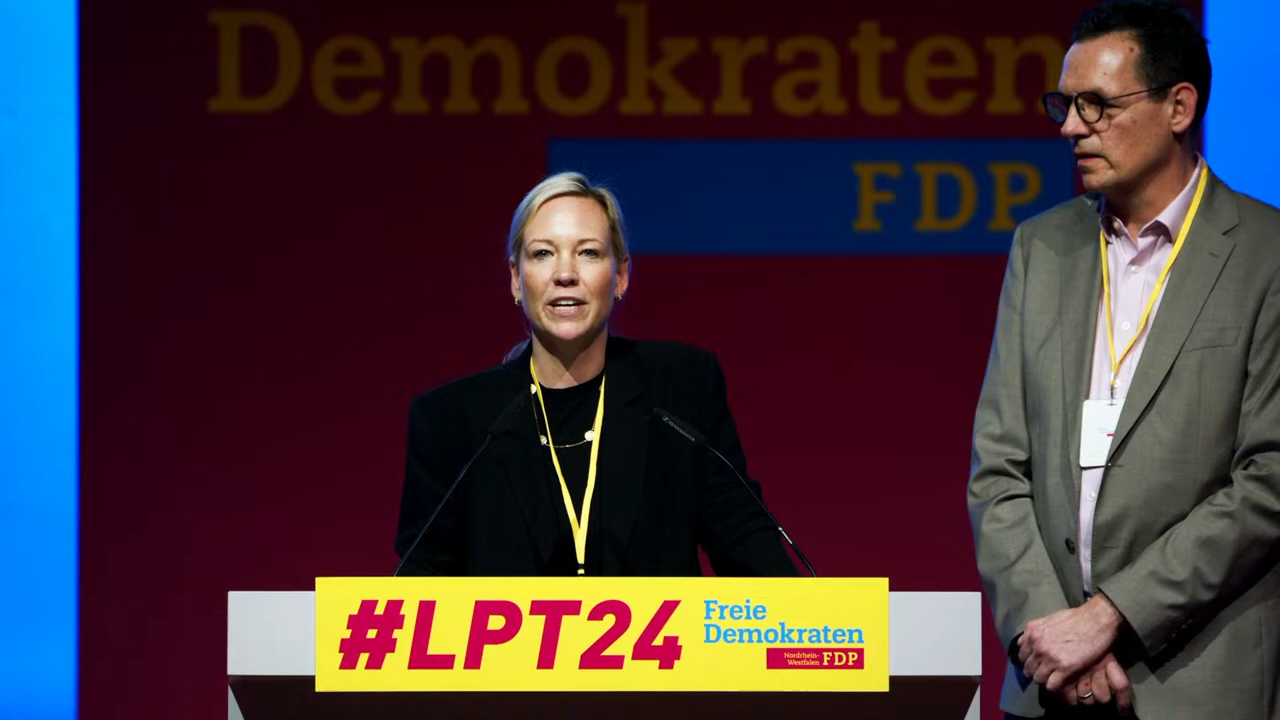 Demokraten
FDP
#LPT24
Freie
Demokraten
Nordrhein-
Westfalen FDP